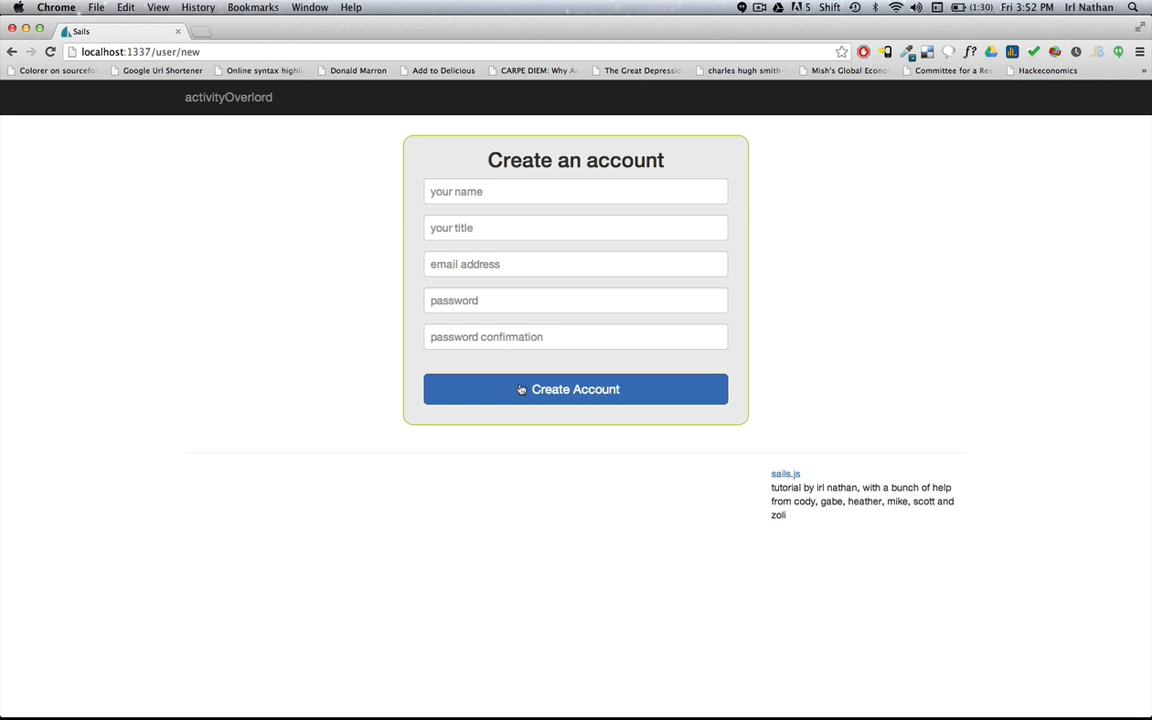 Chrome File Edit View History Bookmarks Window Help
5 Shift (1:30) Fri 3:52 PM Irl Nathan
Sails
localhost:1337/user/new
Colorer on sourcefo
Google Url Shortener
Online syntax highli
Donald Marron
Add to Delicious
CARPE DIEM: Why A
The Great Depressio
charles hugh smith-
Mish's Global Econo
Committee for a Res
Hackeconomics
activityOverlord
Create an account
your name
your title
email address
password
password confirmation
Create Account
sails.js
tutorial by irl nathan, with a bunch of help
from cody, gabe, heather, mike, scott and
zoli